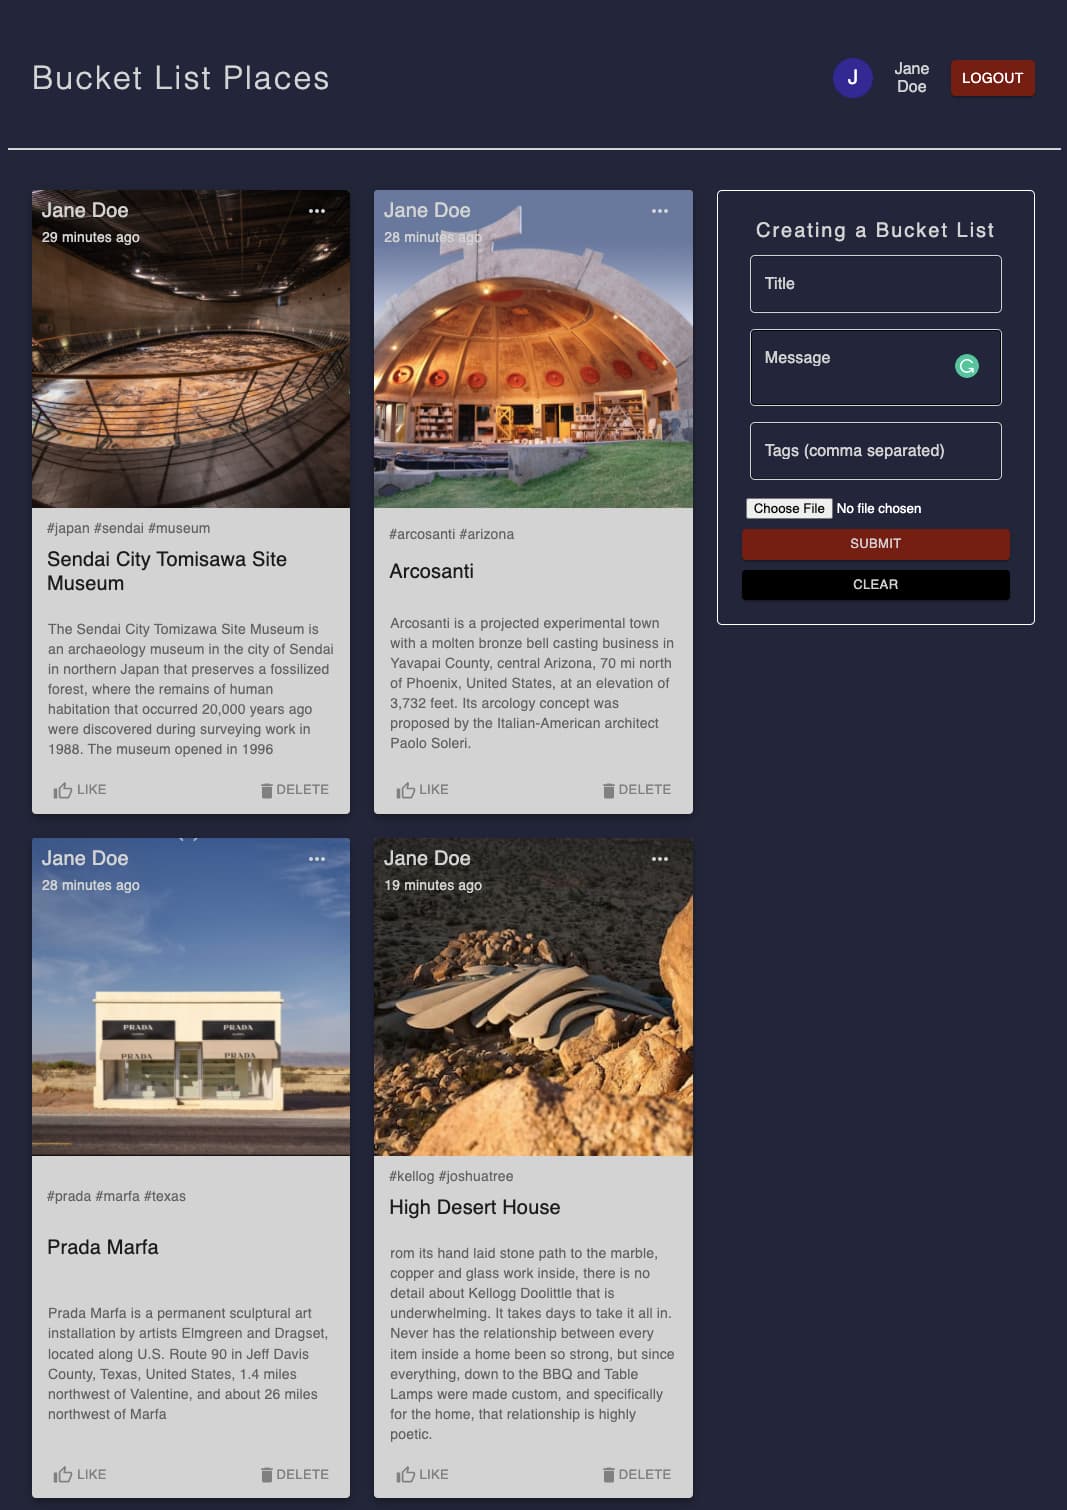 Bucket List Places
J
Jane
Doe
LOGOUT
Jane Doe
29 minutes ago
#japan #sendai #museum
Sendai City Tomisawa Site
Museum
The Sendai City Tomizawa Site Museum is
an archaeology museum in the city of Sendai
in northern Japan that preserves a fossilized
forest, where the remains of human
habitation that occurred 20,000 years ago
were discovered during surveying work in
1988. The museum opened in 1996
LIKE
DELETE
Jane Doe
28 minutes ago
#arcosanti #arizona
Arcosanti
Arcosanti is a projected experimental town
with a molten bronze bell casting business in
Yavapai County, central Arizona, 70 mi north
of Phoenix, United States, at an elevation of
3,732 feet. Its arcology concept was
proposed by the Italian-American architect
Paolo Soleri.
LIKE
DELETE
Creating a Bucket List
Title
Message
Tags (comma separated)
Choose File No file chosen
SUBMIT
CLEAR
Jane Doe
28 minutes ago
PRADA
PRADA
PRADA
PRADA
#prada #marfa #texas
Prada Marfa
Prada Marfa is a permanent sculptural art
installation by artists Elmgreen and Dragset,
located along U.S. Route 90 in Jeff Davis
County, Texas, United States, 1.4 miles
northwest of Valentine, and about 26 miles
northwest of Marfa
LIKE
DELETE
Jane Doe
19 minutes ago
#kellog #joshuatree
High Desert House
rom its hand laid stone path to the marble,
copper and glass work inside, there is no
detail about Kellogg Doolittle that is
underwhelming. It takes days to take it all in.
Never has the relationship between every
item inside a home been so strong, but since
everything, down to the BBQ and Table
Lamps were made custom, and specifically
for the home, that relationship is highly
poetic.
LIKE
DELETE